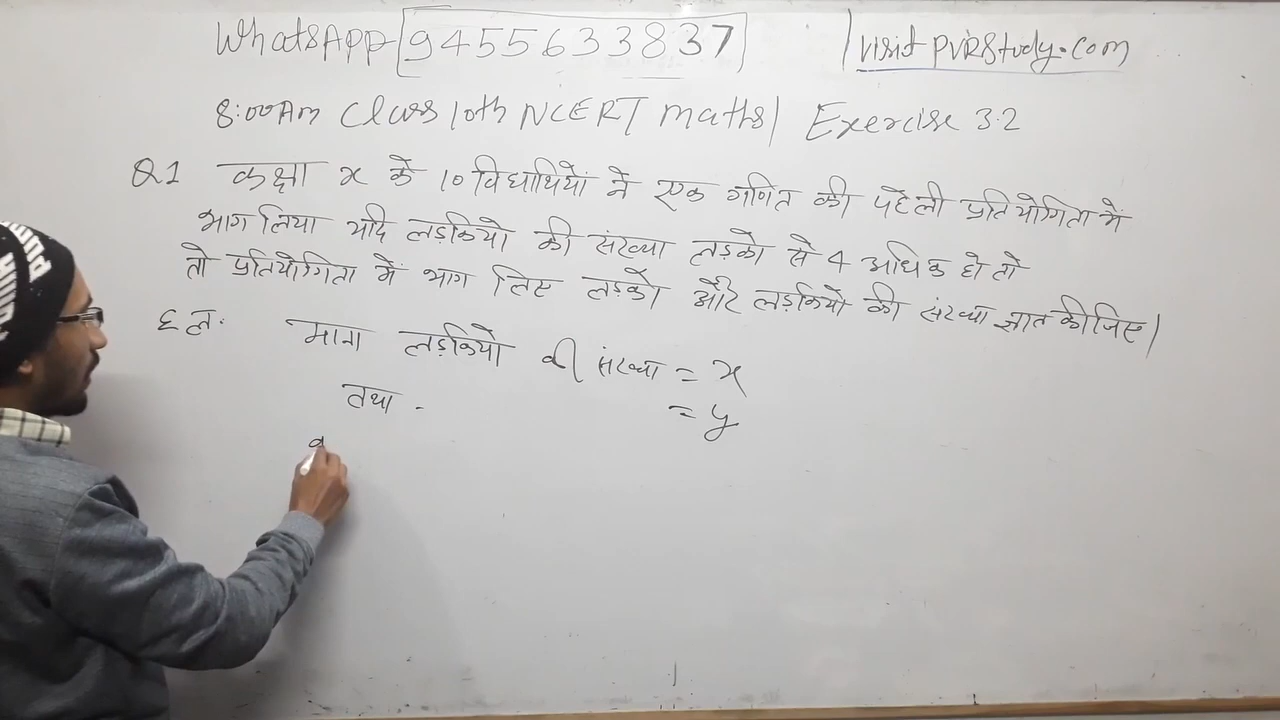 WhatsApp 9455633837 | visit pvrstudy.com
8:00Am Class 10th NCERT maths | Exercise 3.2
Q1 कक्षा x के 10 विद्यार्थियों ने एक गणित की पहेली प्रतियोगिता में
भाग लिया यदि लड़कियो की संख्या लड़को से 4 अधिक हो तो
तो प्रतियोगिता में भाग लिए लड़को और लड़कियो की संख्या ज्ञात कीजिए।
हल: माना लड़कियो की संख्या = x
तथा = y